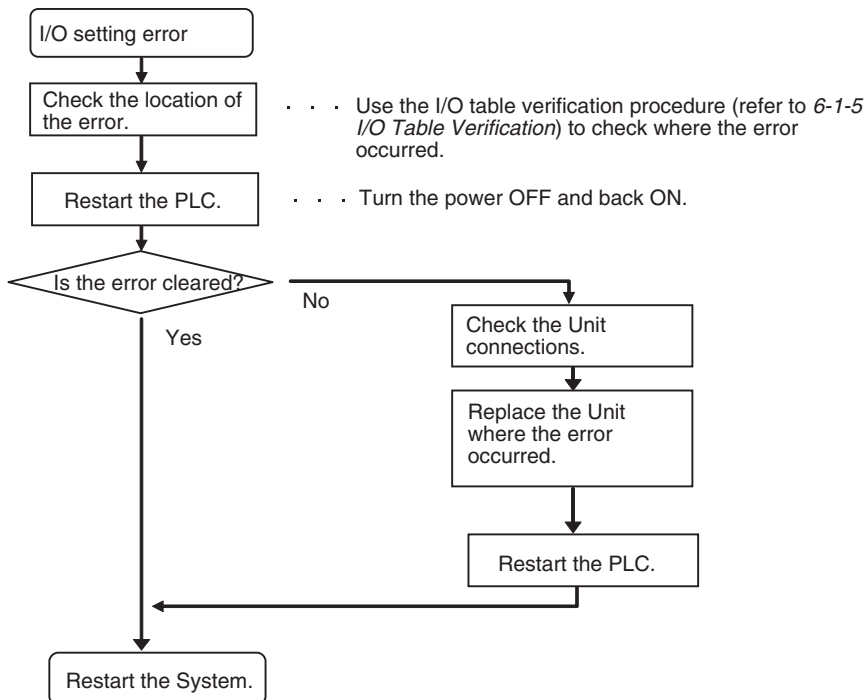 I/O setting error
Check the location of
the error.
· · · Use the I/O table verification procedure (refer to 6-1-5
I/O Table Verification) to check where the error
occurred.
Restart the PLC.
· · · Turn the power OFF and back ON.
Is the error cleared?
No
Yes
Check the Unit
connections.
Replace the Unit
where the error
occurred.
Restart the PLC.
Restart the System.